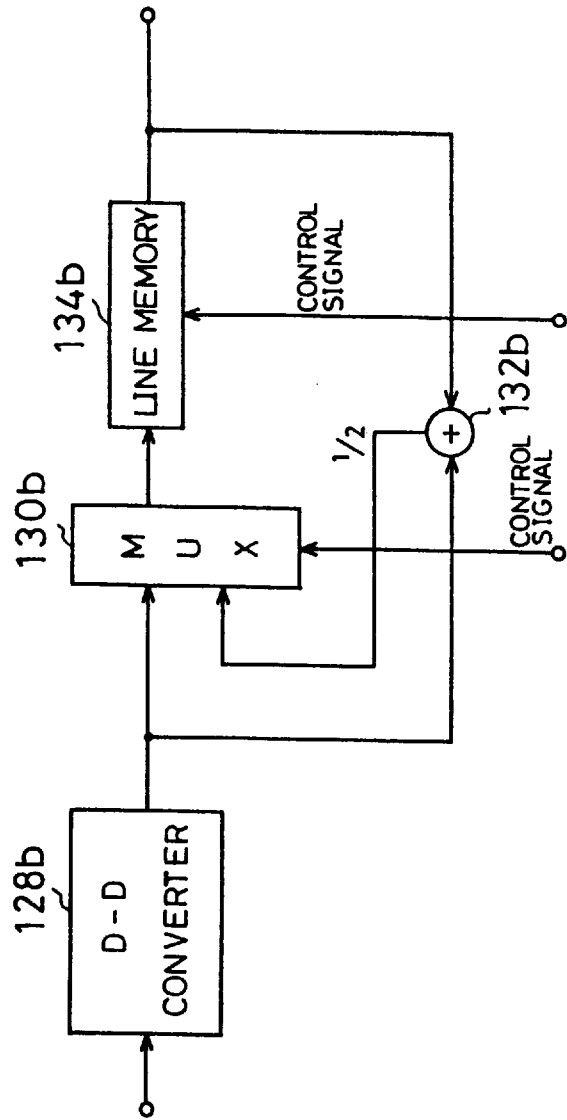 128b
D-D
CONVERTER
130b
M U X
134b
LINE MEMORY
1/2
132b
CONTROL
SIGNAL
CONTROL
SIGNAL
+